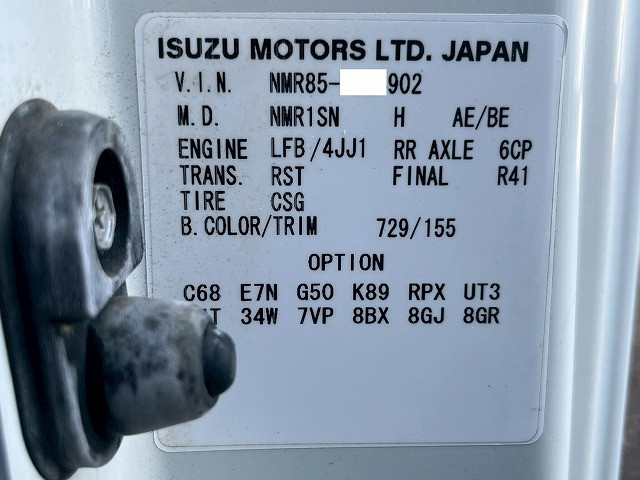 ISUZU MOTORS LTD. JAPAN
V.I.N. NMR85- 902
M.D. NMR1SN H AE/BE
ENGINE LFB/4JJ1 RR AXLE 6CP
TRANS. RST FINAL R41
TIRE CSG
B.COLOR/TRIM 729/155
OPTION
C68 E7N G50 K89 RPX UT3
34W 7VP 8BX 8GJ 8GR